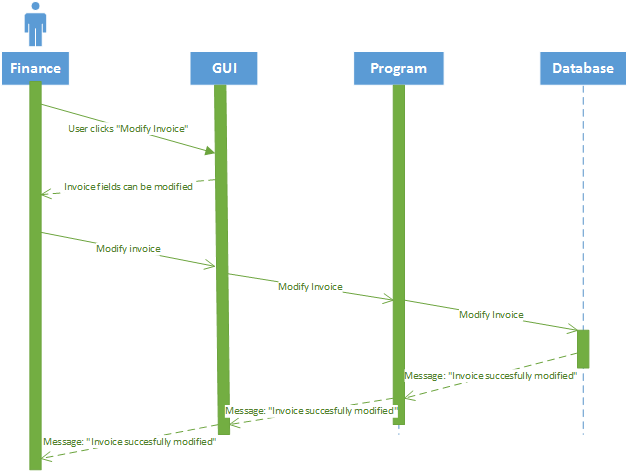 Finance
GUI
Program
Database
User clicks "Modify Invoice"
Invoice fields can be modified
Modify invoice
Modify Invoice
Modify Invoice
Message: "Invoice succesfully modified"
Message: "Invoice succesfully modified"
Message: "Invoice succesfully modified"